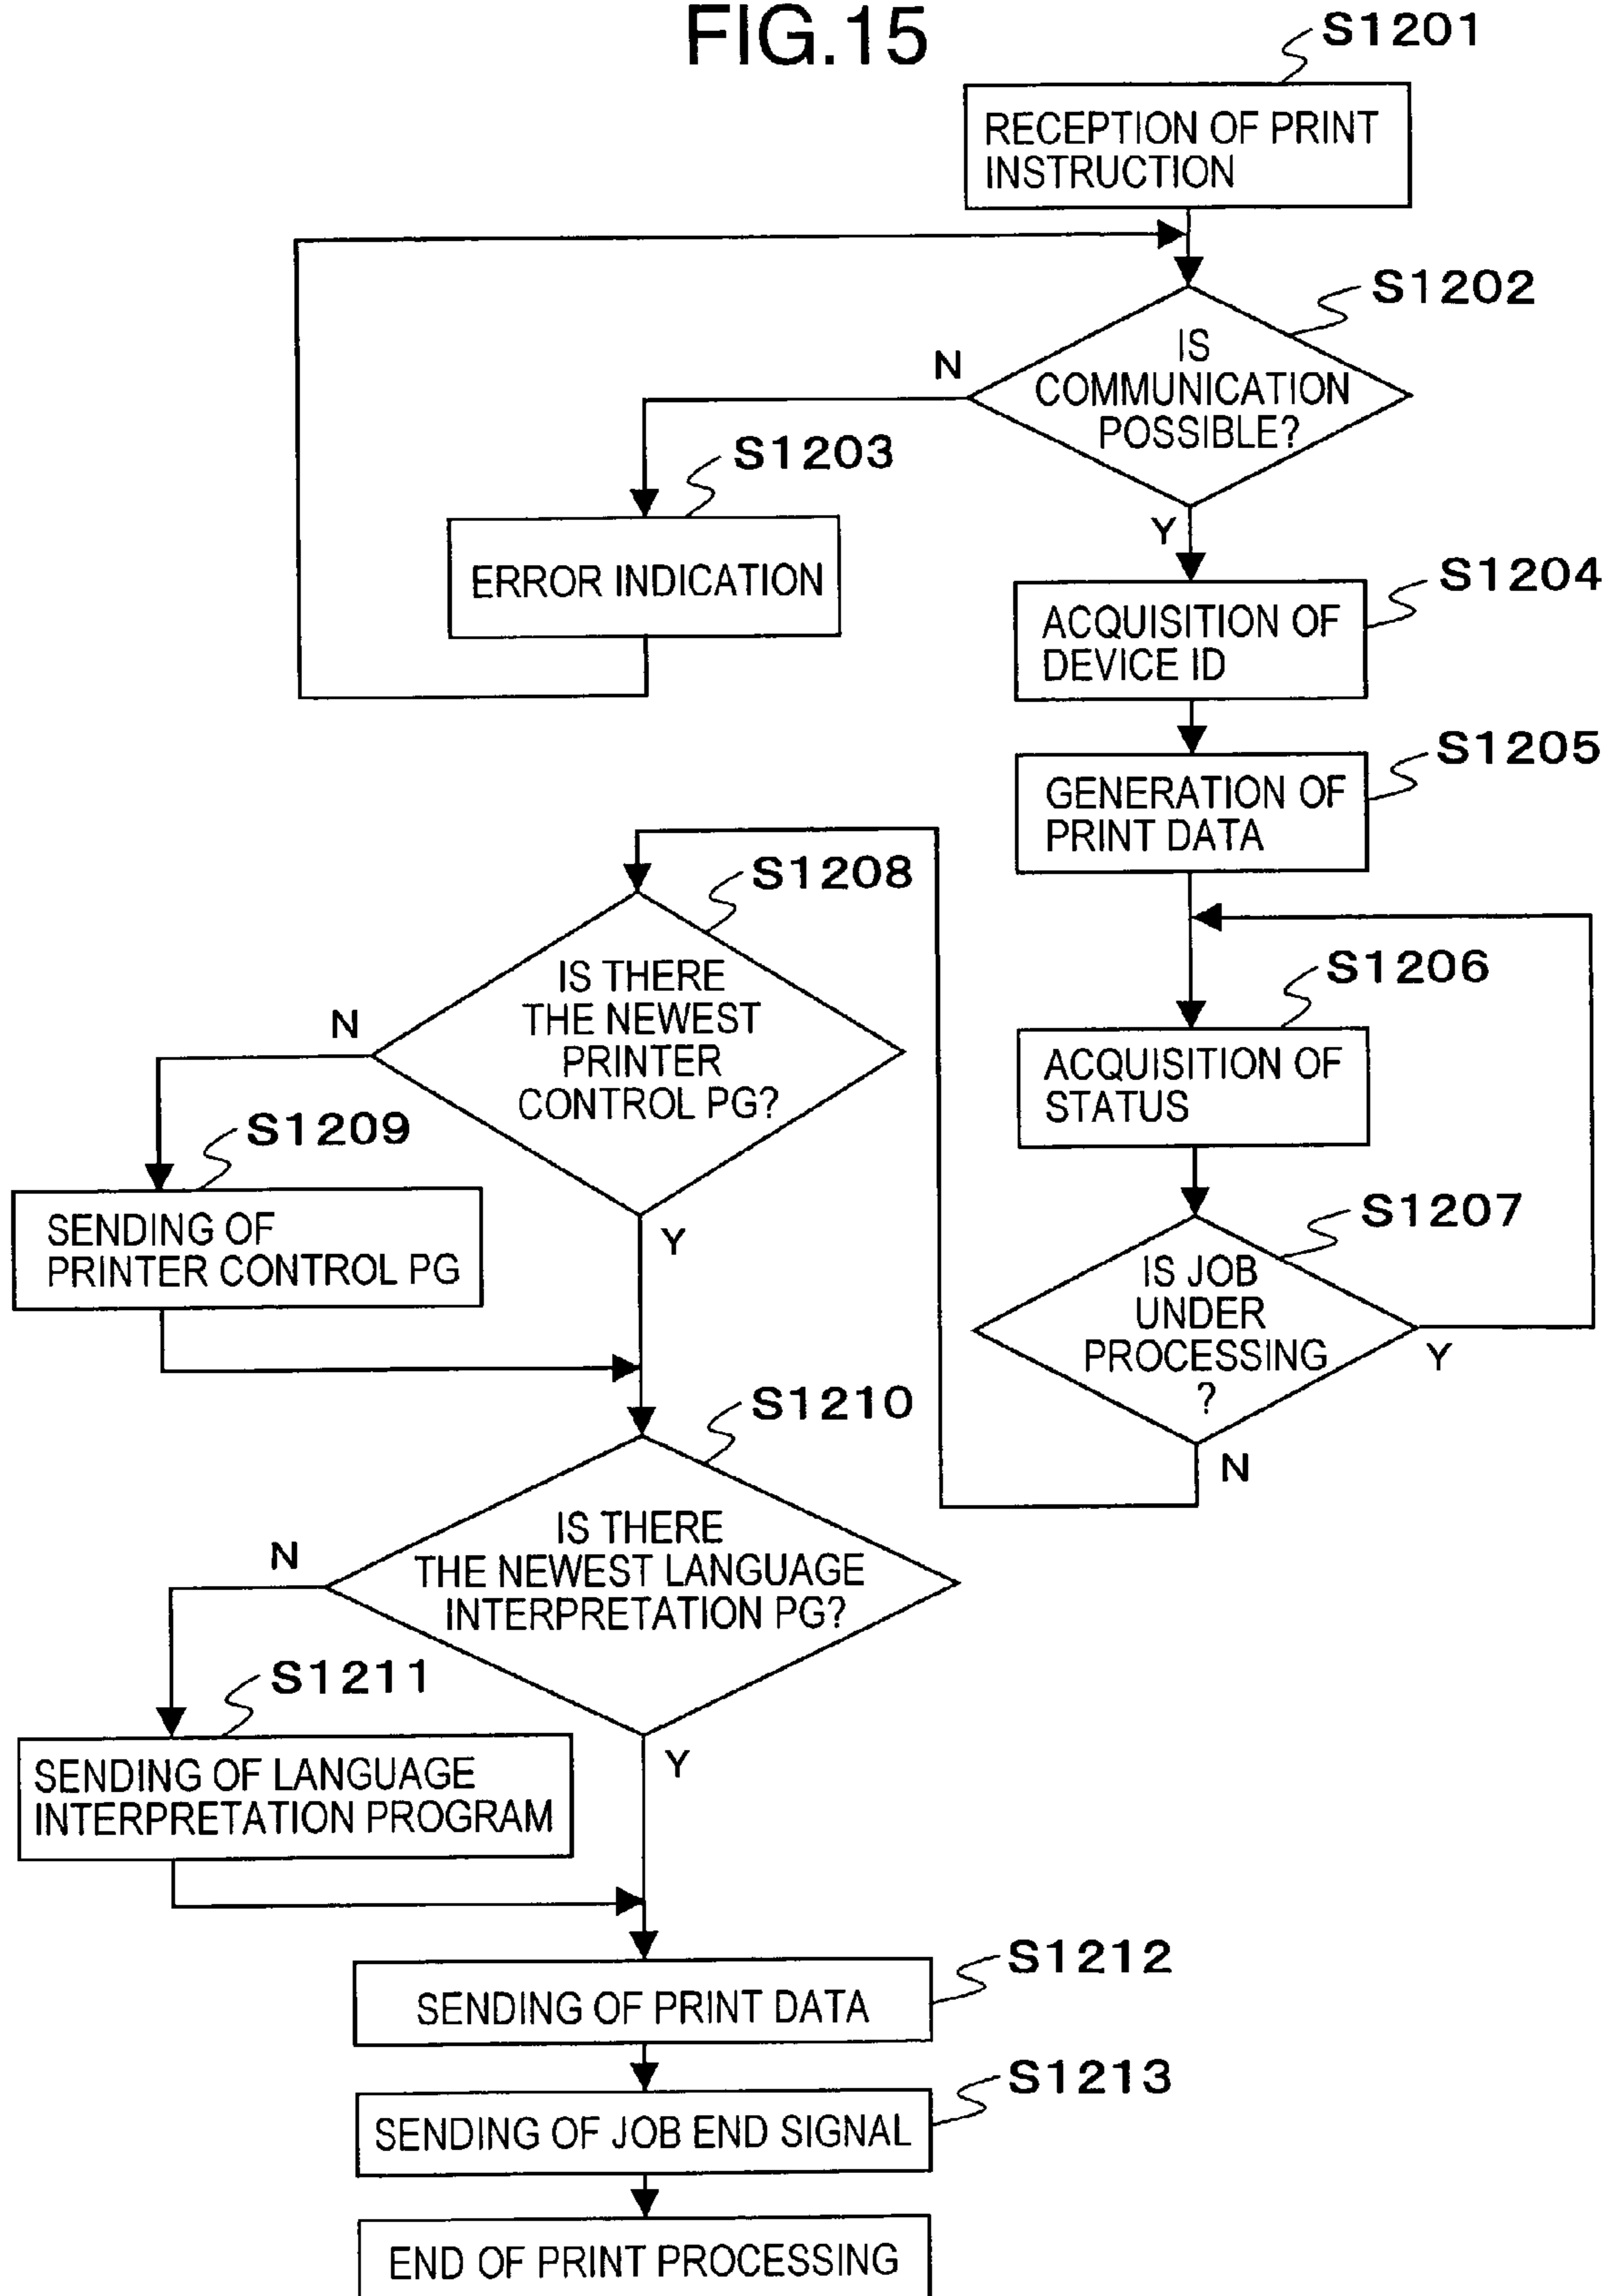 FIG.15
S1201
RECEPTION OF PRINT
INSTRUCTION
S1202
IS
COMMUNICATION
POSSIBLE?
N
Y
S1203
ERROR INDICATION
S1204
ACQUISITION OF
DEVICE ID
S1205
GENERATION OF
PRINT DATA
S1206
ACQUISITION OF
STATUS
S1207
IS JOB
UNDER
PROCESSING
?
Y
N
S1208
IS THERE
THE NEWEST
PRINTER
CONTROL PG?
N
Y
S1209
SENDING OF
PRINTER CONTROL PG
S1210
IS THERE
THE NEWEST LANGUAGE
INTERPRETATION PG?
N
Y
S1211
SENDING OF LANGUAGE
INTERPRETATION PROGRAM
S1212
SENDING OF PRINT DATA
S1213
SENDING OF JOB END SIGNAL
END OF PRINT PROCESSING